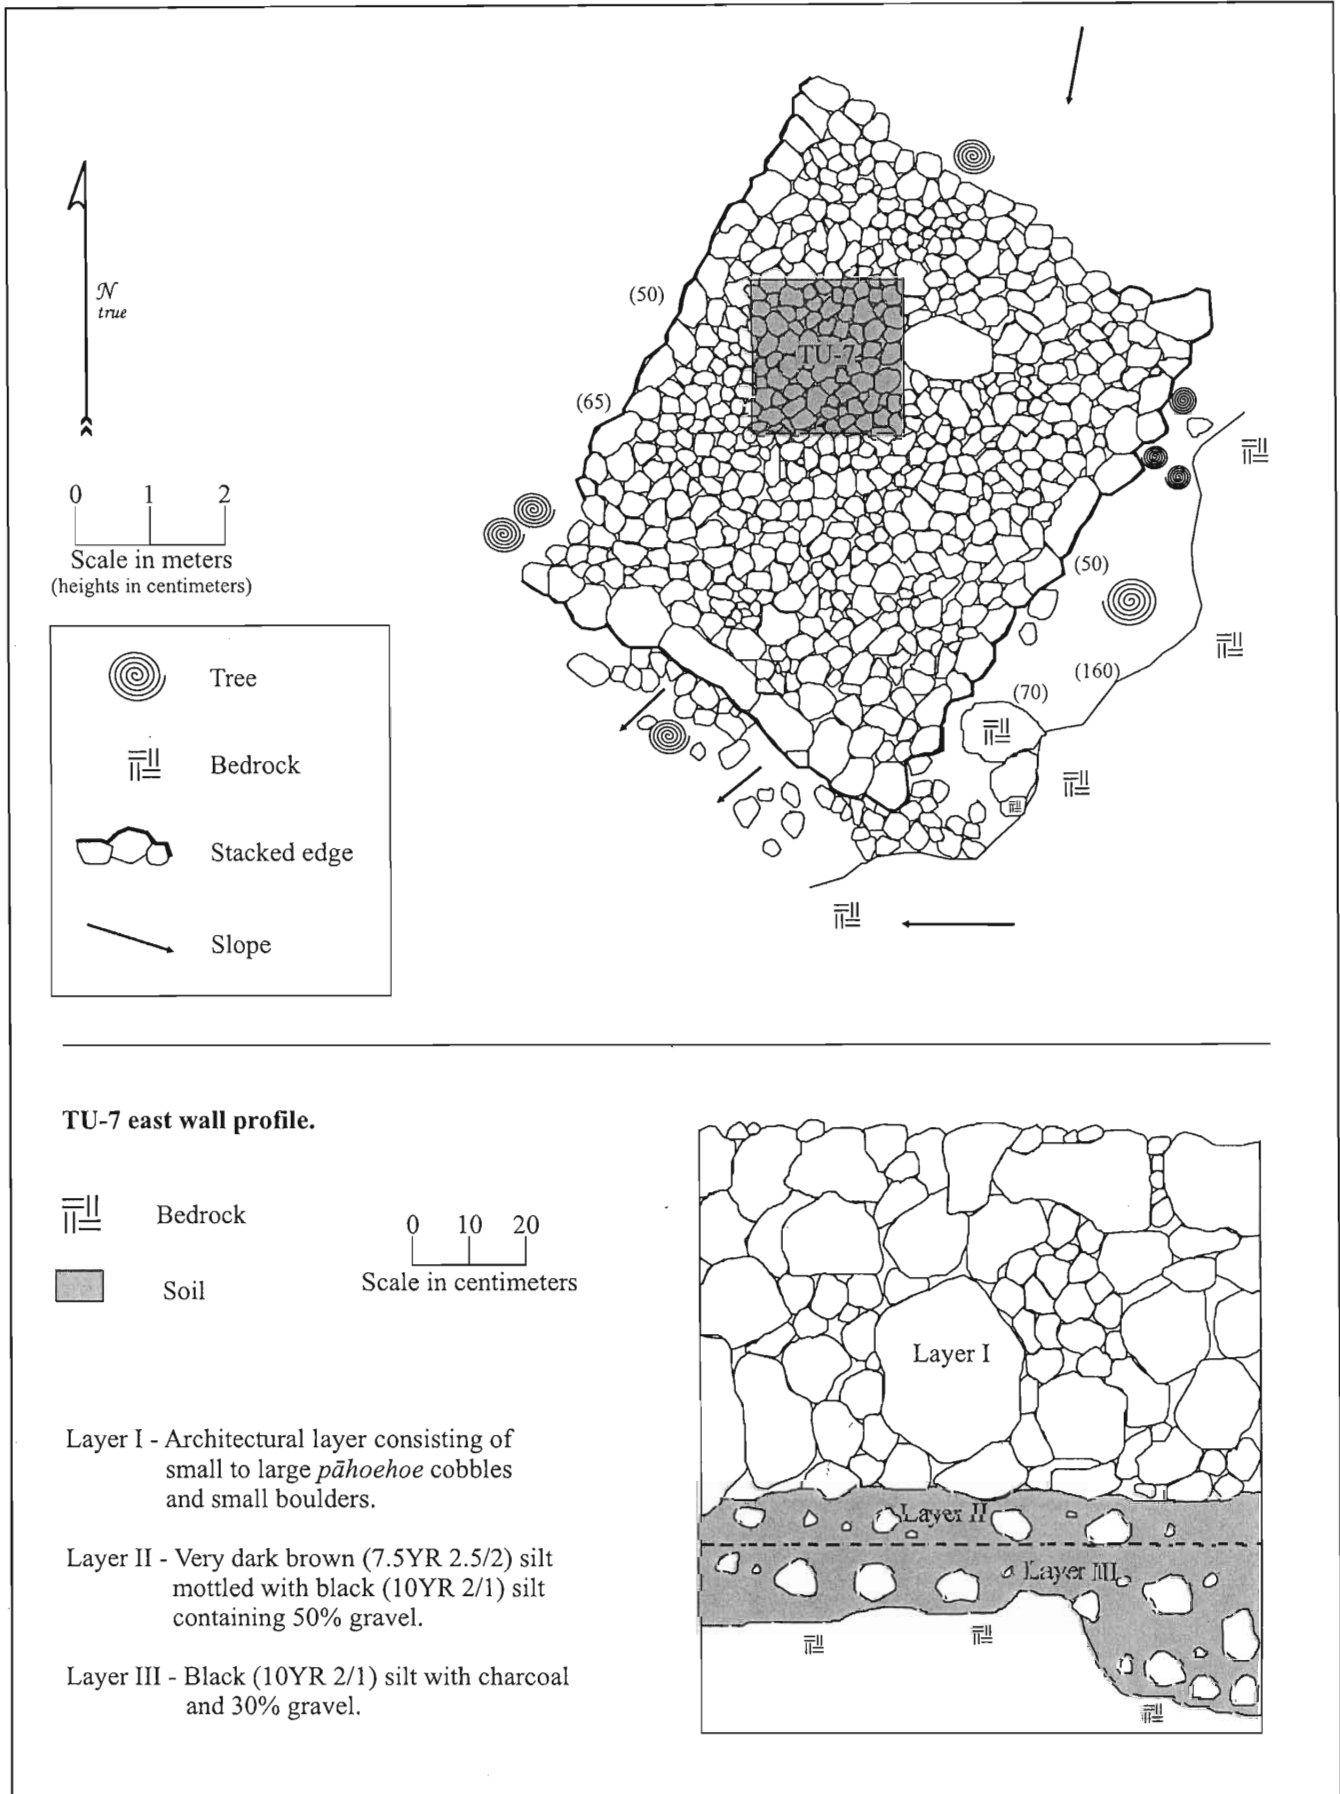 N
true
(50)
TU-7
(65)
0 1 2
Scale in meters
(heights in centimeters)
(50)
(160)
(70)
Tree
Bedrock
Stacked edge
Slope
TU-7 east wall profile.
Bedrock
0 10 20
Scale in centimeters
Soil
Layer I
Layer I - Architectural layer consisting of
small to large pāhoehoe cobbles
and small boulders.
Layer II
Layer II - Very dark brown (7.5YR 2.5/2) silt
mottled with black (10YR 2/1) silt
containing 50% gravel.
Layer III
Layer III - Black (10YR 2/1) silt with charcoal
and 30% gravel.